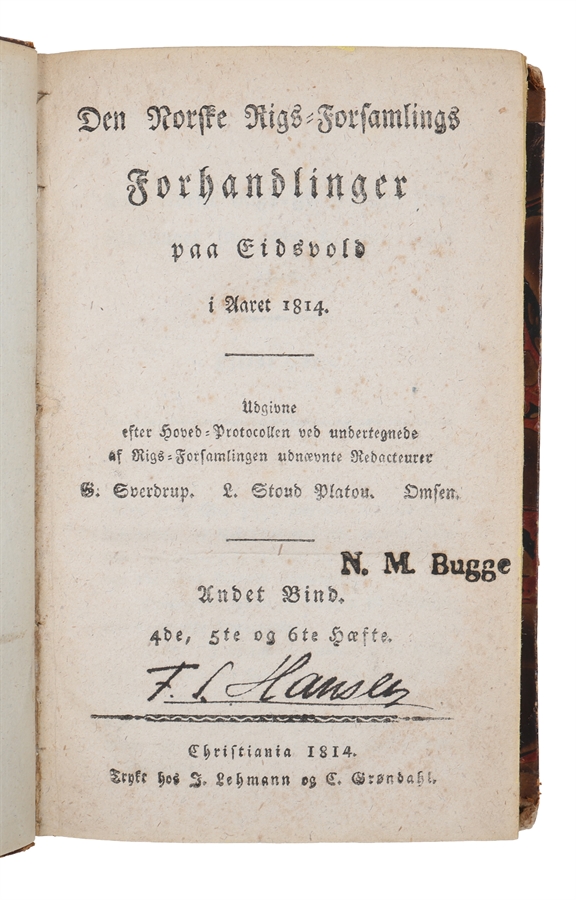 Den Norske Rigs-Forsamlings
Forhandlinger
paa Eidsvold
i Aaret 1814.
Udgivne
efter Hoved-Protocollen ved undertegnede
af Rigs-Forsamlingen udnævnte Redacteurer
G. Sverdrup. L. Stoud Platou. Omsen.
N. M. Bugge
Andet Bind.
4de, 5te og 6te Hæfte.
F. S. Hansen
Christiania 1814.
Trykt hos J. Lehmann og C. Grøndahl.